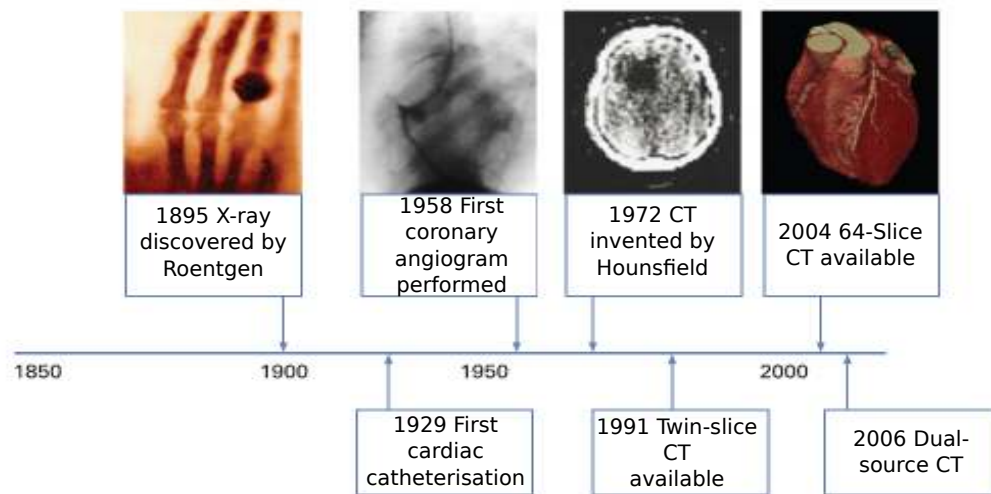 1895 X-ray
discovered by
Roentgen
1958 First
coronary
angiogram
performed
1972 CT
invented by
Hounsfield
2004 64-Slice
CT available
1850
1900
1950
2000
1929 First
cardiac
catheterisation
1991 Twin-slice
CT
available
2006 Dual-
source CT